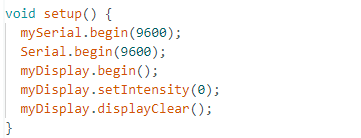 void setup() {
  mySerial.begin(9600);
  Serial.begin(9600);
  myDisplay.begin();
  myDisplay.setIntensity(0);
  myDisplay.displayClear();
}